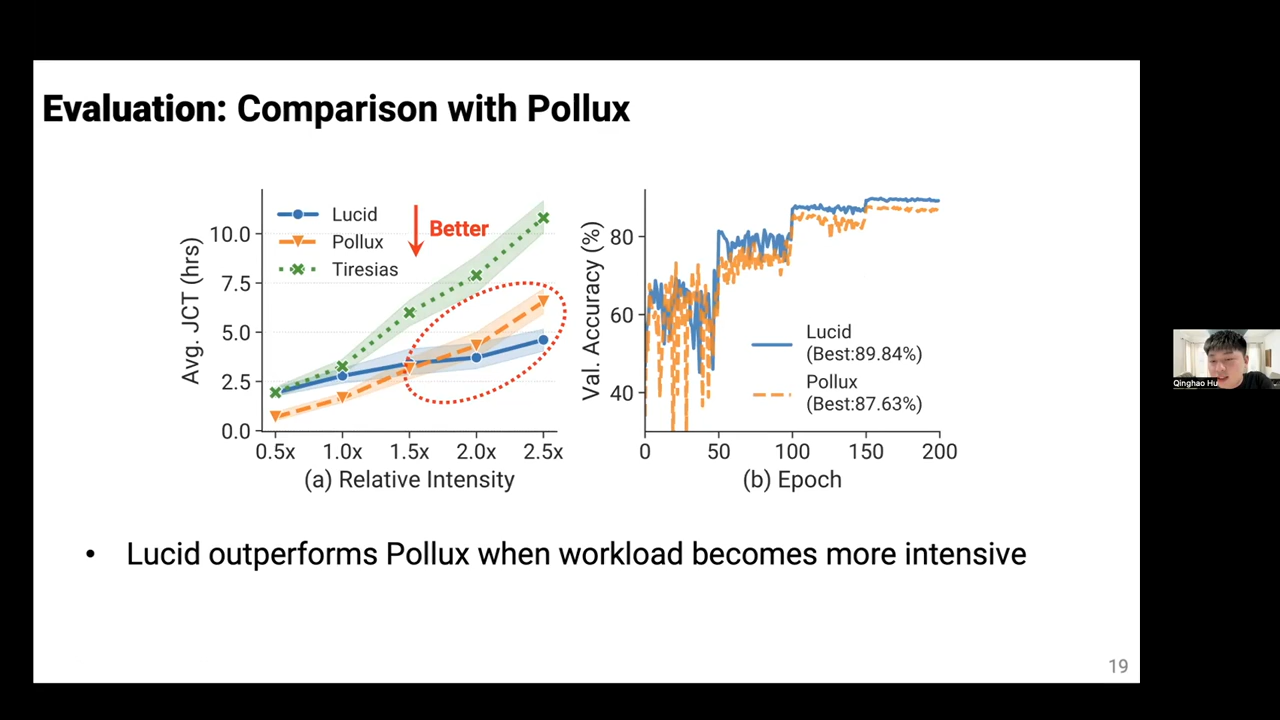 Evaluation: Comparison with Pollux
Lucid
Pollux
Tiresias
Better
Avg. JCT (hrs)
10.0
7.5
5.0
2.5
0.0
0.5x 1.0x 1.5x 2.0x 2.5x
(a) Relative Intensity
Val. Accuracy (%)
80
60
40
Lucid
(Best:89.84%)
Pollux
(Best:87.63%)
0 50 100 150 200
(b) Epoch
• Lucid outperforms Pollux when workload becomes more intensive
19
Qinghao Hu